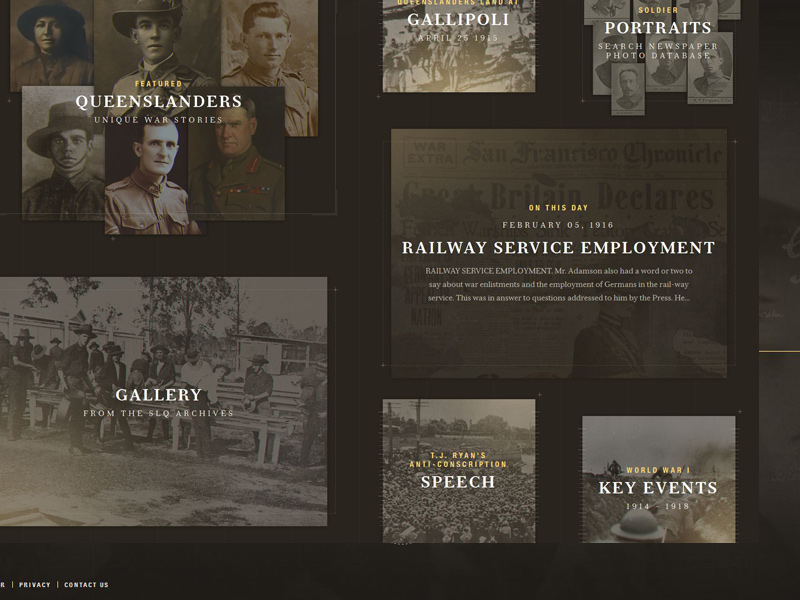 FEATURED
QUEENSLANDERS
UNIQUE WAR STORIES
QUEENSLANDERS LAND AT
GALLIPOLI
APRIL 25 1915
SOLDIER
PORTRAITS
SEARCH NEWSPAPER
PHOTO DATABASE
WAR
EXTRA
San Francisco Chronicle
Great Britain Declares
ON THIS DAY
FEBRUARY 05, 1916
RAILWAY SERVICE EMPLOYMENT
RAILWAY SERVICE EMPLOYMENT. Mr. Adamson also had a word or two to
say about war enlistments and the employment of Germans in the rail-way
service. This was in answer to questions addressed to him by the Press. He...
NATION
GALLERY
FROM THE SLQ ARCHIVES
T.J. RYAN'S
ANTI-CONSCRIPTION
SPEECH
WORLD WAR I
KEY EVENTS
1914 - 1918
R | PRIVACY | CONTACT US